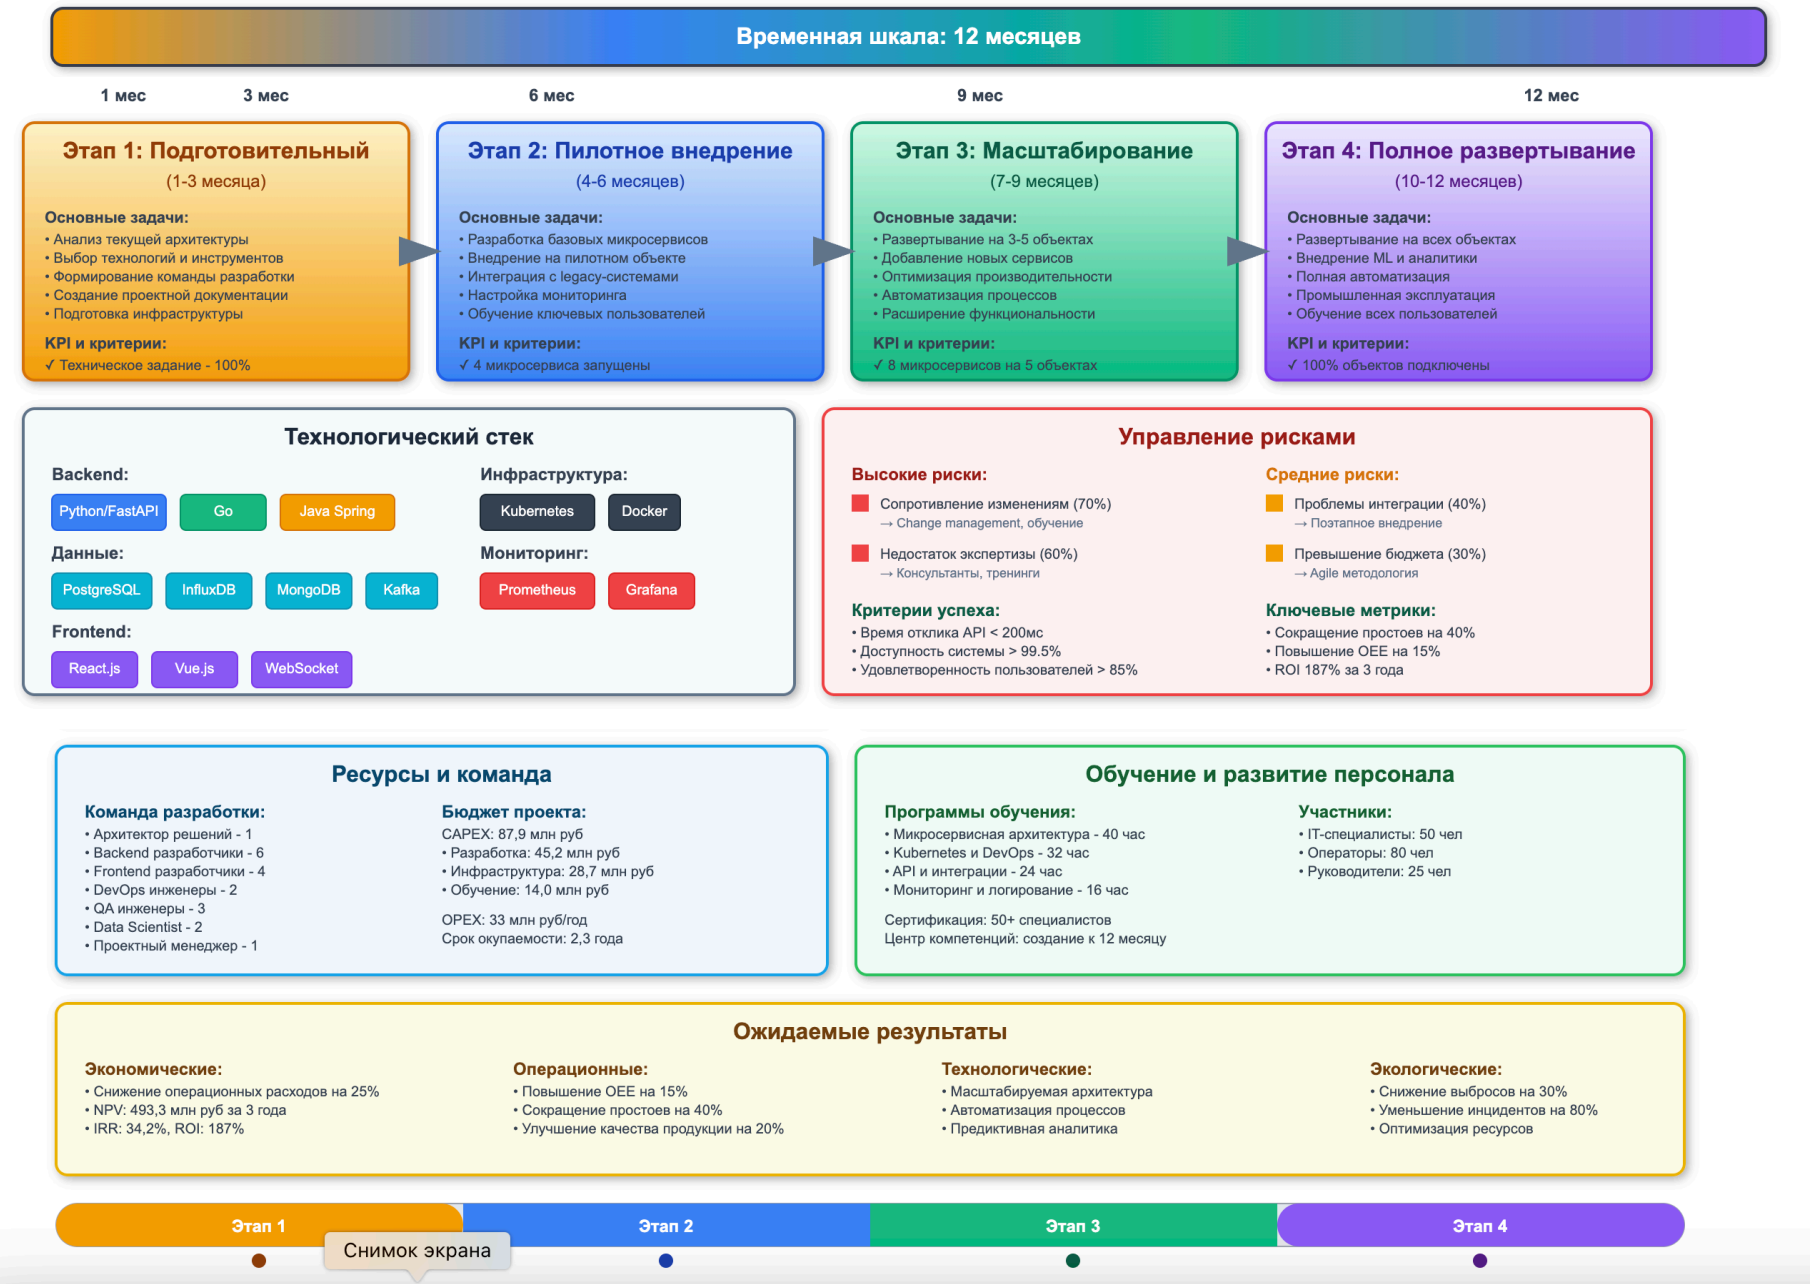 Временная шкала: 12 месяцев
1 мес
3 мес
6 мес
9 мес
12 мес
Этап 1: Подготовительный
(1-3 месяца)
Основные задачи:
• Анализ текущей архитектуры
• Выбор технологий и инструментов
• Формирование команды разработки
• Создание проектной документации
• Подготовка инфраструктуры
KPI и критерии:
✓ Техническое задание - 100%
Этап 2: Пилотное внедрение
(4-6 месяцев)
Основные задачи:
• Разработка базовых микросервисов
• Внедрение на пилотном объекте
• Интеграция с legacy-системами
• Настройка мониторинга
• Обучение ключевых пользователей
KPI и критерии:
✓ 4 микросервиса запущены
Этап 3: Масштабирование
(7-9 месяцев)
Основные задачи:
• Развертывание на 3-5 объектах
• Добавление новых сервисов
• Оптимизация производительности
• Автоматизация процессов
• Расширение функциональности
KPI и критерии:
✓ 8 микросервисов на 5 объектах
Этап 4: Полное развертывание
(10-12 месяцев)
Основные задачи:
• Развертывание на всех объектах
• Внедрение ML и аналитики
• Полная автоматизация
• Промышленная эксплуатация
• Обучение всех пользователей
KPI и критерии:
✓ 100% объектов подключены
Технологический стек
Backend:
Python/FastAPI
Go
Java Spring
Инфраструктура:
Kubernetes
Docker
Данные:
PostgreSQL
InfluxDB
MongoDB
Kafka
Мониторинг:
Prometheus
Grafana
Frontend:
React.js
Vue.js
WebSocket
Управление рисками
Высокие риски:
Сопротивление изменениям (70%)
→ Change management, обучение
Недостаток экспертизы (60%)
→ Консультанты, тренинги
Средние риски:
Проблемы интеграции (40%)
→ Поэтапное внедрение
Превышение бюджета (30%)
→ Agile методология
Критерии успеха:
• Время отклика API < 200мс
• Доступность системы > 99.5%
• Удовлетворенность пользователей > 85%
Ключевые метрики:
• Сокращение простоев на 40%
• Повышение OEE на 15%
• ROI 187% за 3 года
Ресурсы и команда
Команда разработки:
• Архитектор решений - 1
• Backend разработчики - 6
• Frontend разработчики - 4
• DevOps инженеры - 2
• QA инженеры - 3
• Data Scientist - 2
• Проектный менеджер - 1
Бюджет проекта:
CAPEX: 87,9 млн руб
• Разработка: 45,2 млн руб
• Инфраструктура: 28,7 млн руб
• Обучение: 14,0 млн руб
OPEX: 33 млн руб/год
Срок окупаемости: 2,3 года
Обучение и развитие персонала
Программы обучения:
• Микросервисная архитектура - 40 час
• Kubernetes и DevOps - 32 час
• API и интеграции - 24 час
• Мониторинг и логирование - 16 час
Сертификация: 50+ специалистов
Центр компетенций: создание к 12 месяцу
Участники:
• IT-специалисты: 50 чел
• Операторы: 80 чел
• Руководители: 25 чел
Ожидаемые результаты
Экономические:
• Снижение операционных расходов на 25%
• NPV: 493,3 млн руб за 3 года
• IRR: 34,2%, ROI: 187%
Операционные:
• Повышение OEE на 15%
• Сокращение простоев на 40%
• Улучшение качества продукции на 20%
Технологические:
• Масштабируемая архитектура
• Автоматизация процессов
• Предиктивная аналитика
Экологические:
• Снижение выбросов на 30%
• Уменьшение инцидентов на 80%
• Оптимизация ресурсов
Этап 1
Этап 2
Этап 3
Этап 4
Снимок экрана